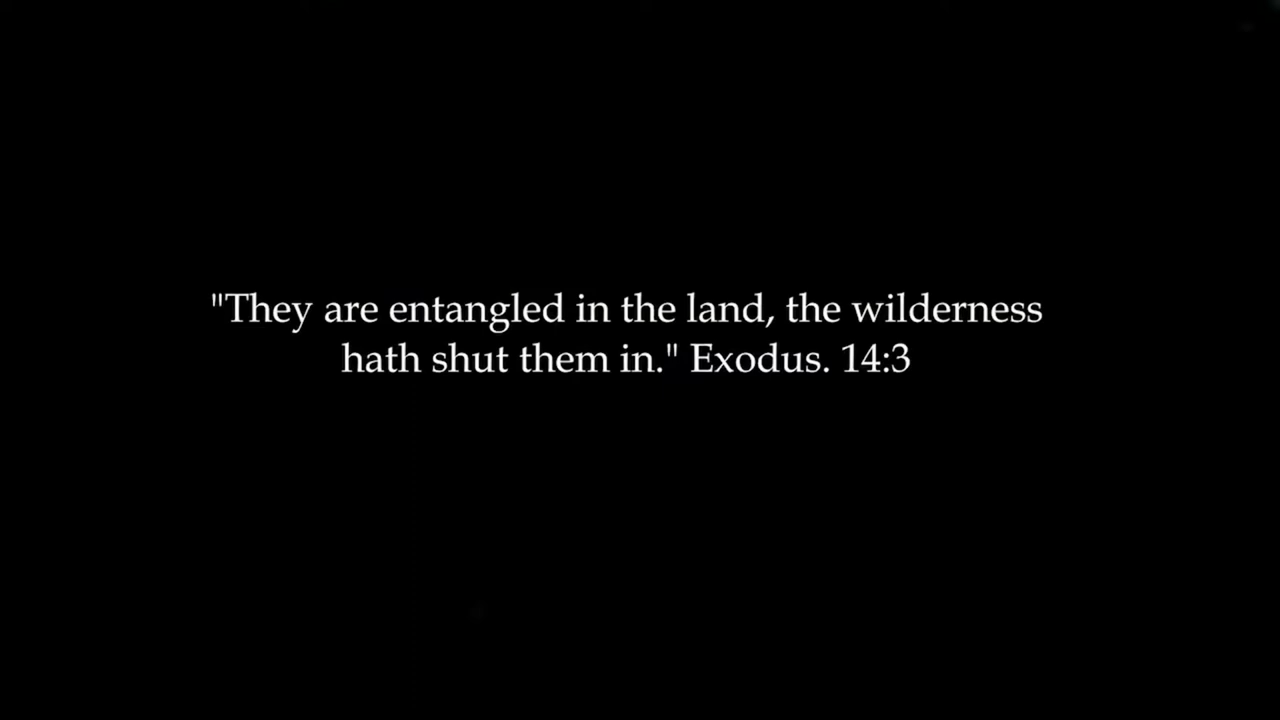 "They are entangled in the land, the wilderness
hath shut them in." Exodus. 14:3